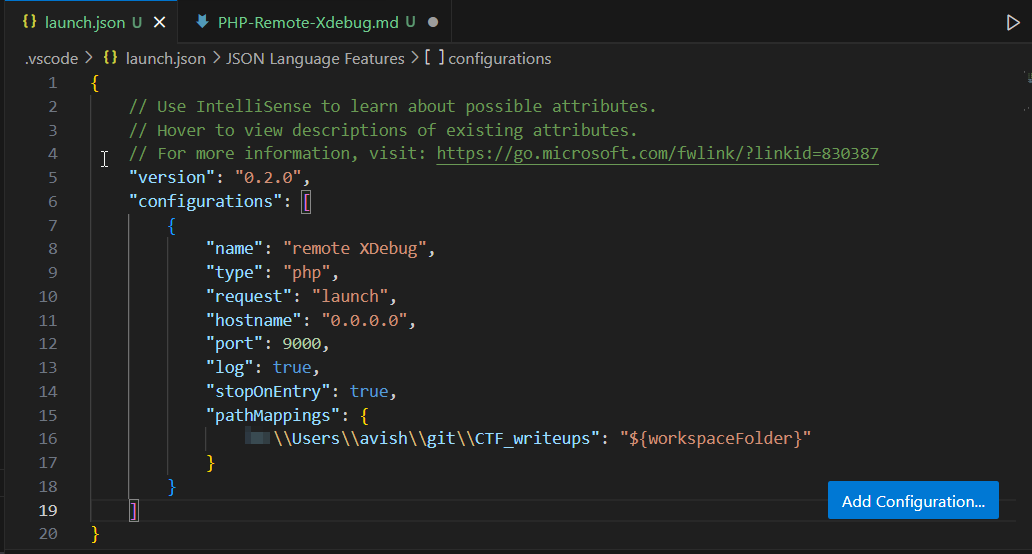 {} launch.json U ✕ PHP-Remote-Xdebug.md U ●
.vscode > {} launch.json > JSON Language Features > [ ] configurations
1 {
2 // Use IntelliSense to learn about possible attributes.
3 // Hover to view descriptions of existing attributes.
4 // For more information, visit: https://go.microsoft.com/fwlink/?linkid=830387
5 "version": "0.2.0",
6 "configurations": [
7 {
8 "name": "remote XDebug",
9 "type": "php",
10 "request": "launch",
11 "hostname": "0.0.0.0",
12 "port": 9000,
13 "log": true,
14 "stopOnEntry": true,
15 "pathMappings": {
16 \\Users\\avish\\git\\CTF_writeups": "${workspaceFolder}"
17 }
18 }
19 ]
Add Configuration...
20 }